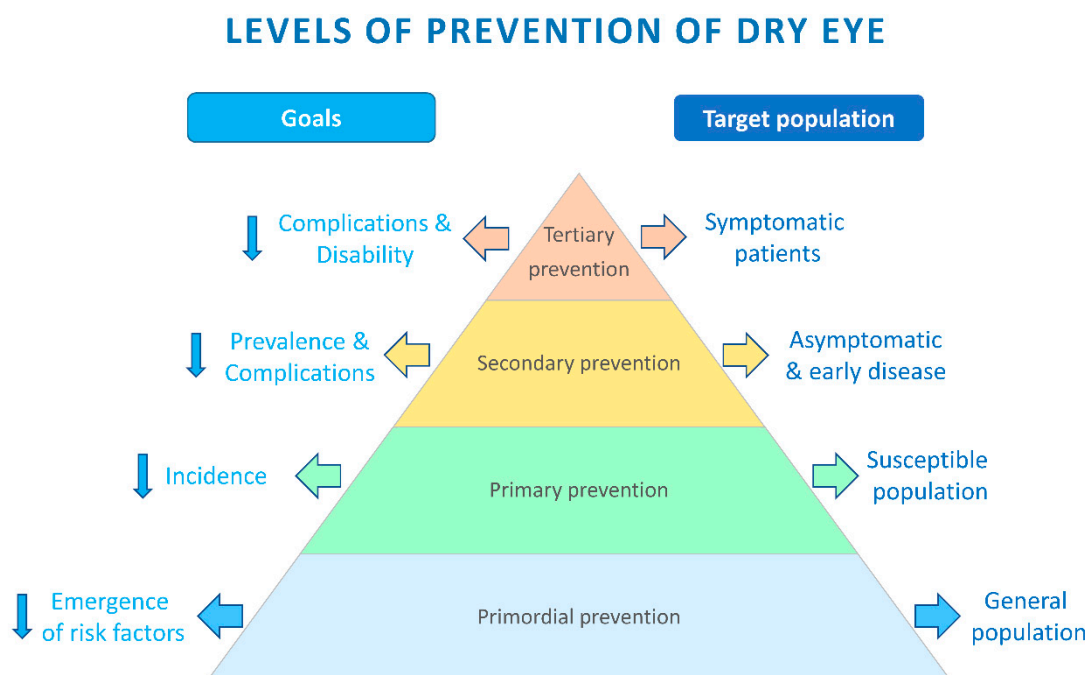 LEVELS OF PREVENTION OF DRY EYE
Goals
Target population
Complications &
Disability
Tertiary
prevention
Symptomatic
patients
Prevalence &
Complications
Secondary prevention
Asymptomatic
& early disease
Incidence
Primary prevention
Susceptible
population
Emergence
of risk factors
Primordial prevention
General
population